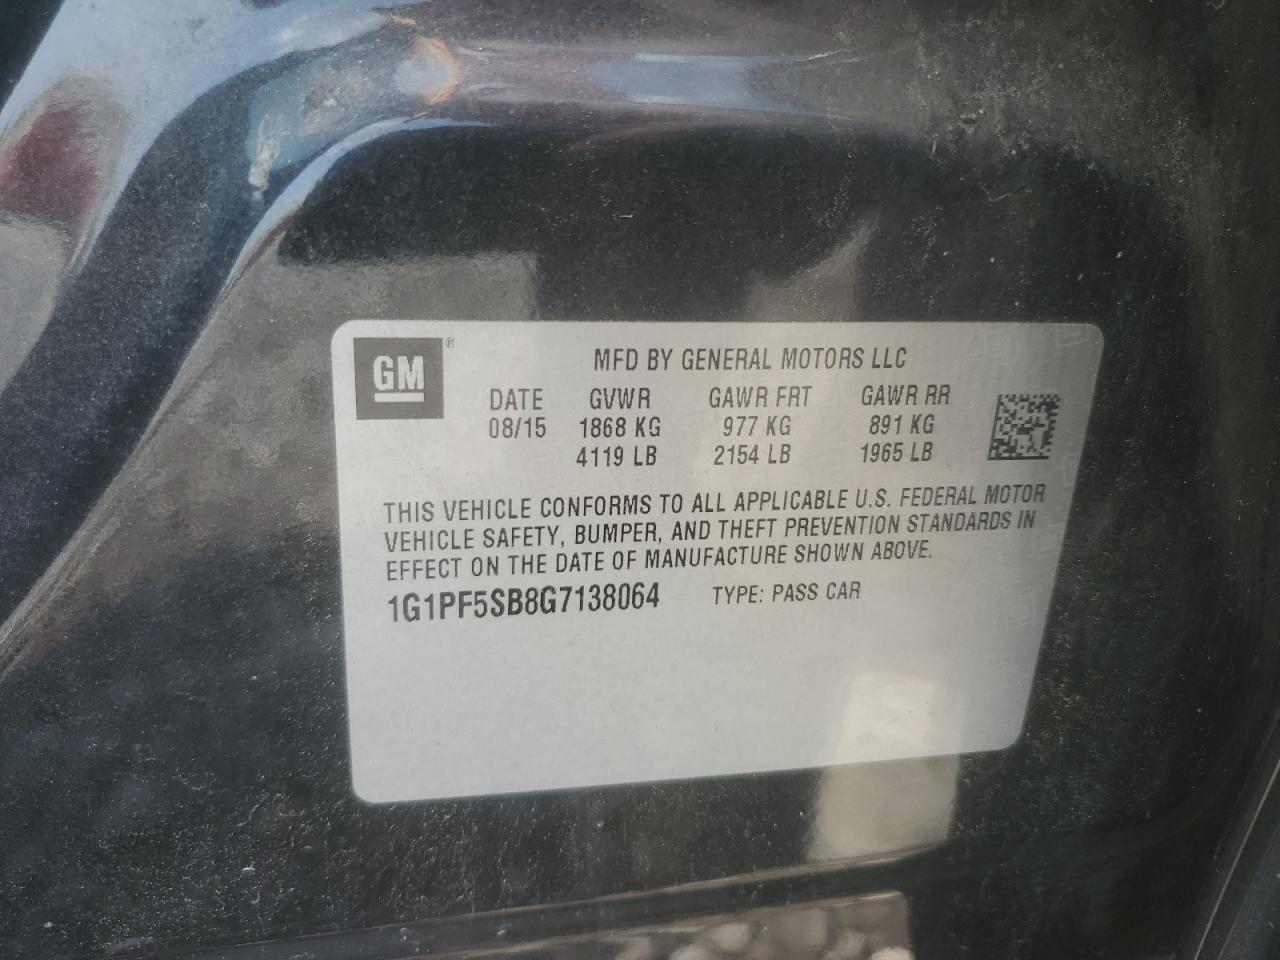 GM ®
MFD BY GENERAL MOTORS LLC
DATE GVWR GAWR FRT GAWR RR
08/15 1868 KG 977 KG 891 KG
4119 LB 2154 LB 1965 LB
THIS VEHICLE CONFORMS TO ALL APPLICABLE U.S. FEDERAL MOTOR
VEHICLE SAFETY, BUMPER, AND THEFT PREVENTION STANDARDS IN
EFFECT ON THE DATE OF MANUFACTURE SHOWN ABOVE.
1G1PF5SB8G7138064 TYPE: PASS CAR